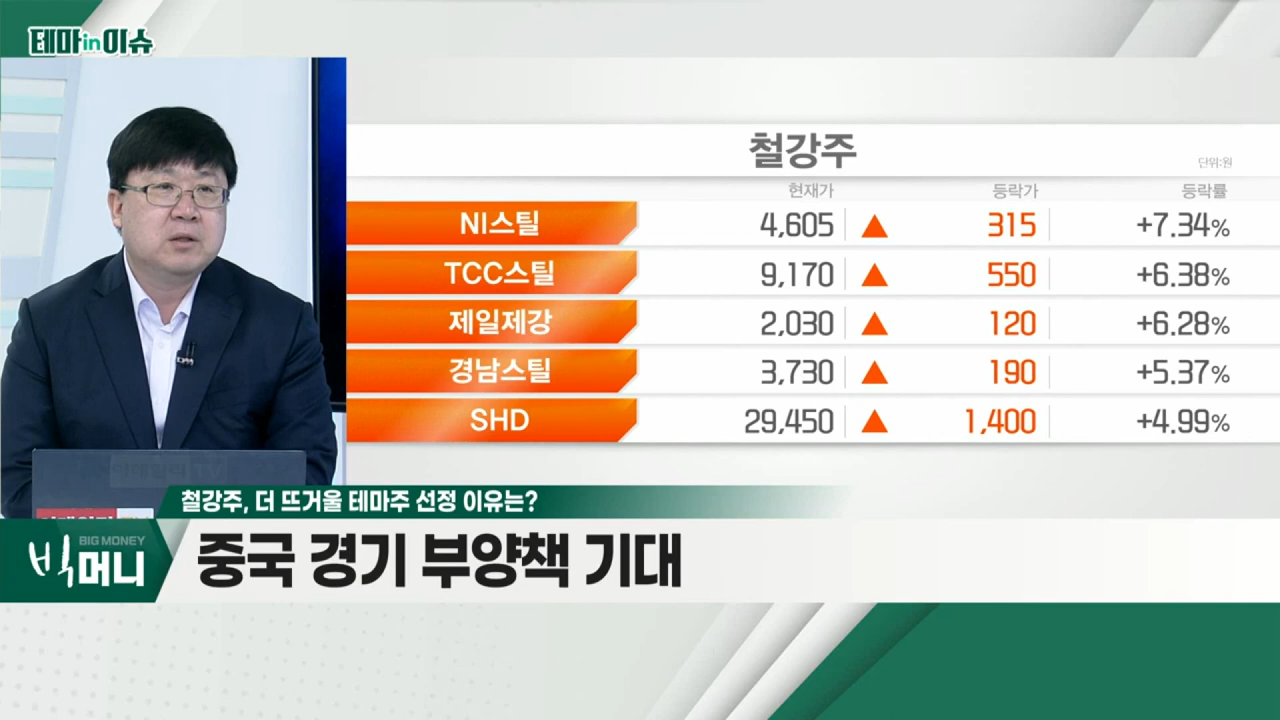 테마in이슈
철강주
단위:원
현재가 등락가 등락률
NI스틸 4,605 ▲ 315 +7.34%
TCC스틸 9,170 ▲ 550 +6.38%
제일제강 2,030 ▲ 120 +6.28%
경남스틸 3,730 ▲ 190 +5.37%
SHD 29,450 ▲ 1,400 +4.99%
철강주, 더 뜨거울 테마주 선정 이유는?
BIG MONEY
빅머니
중국 경기 부양책 기대